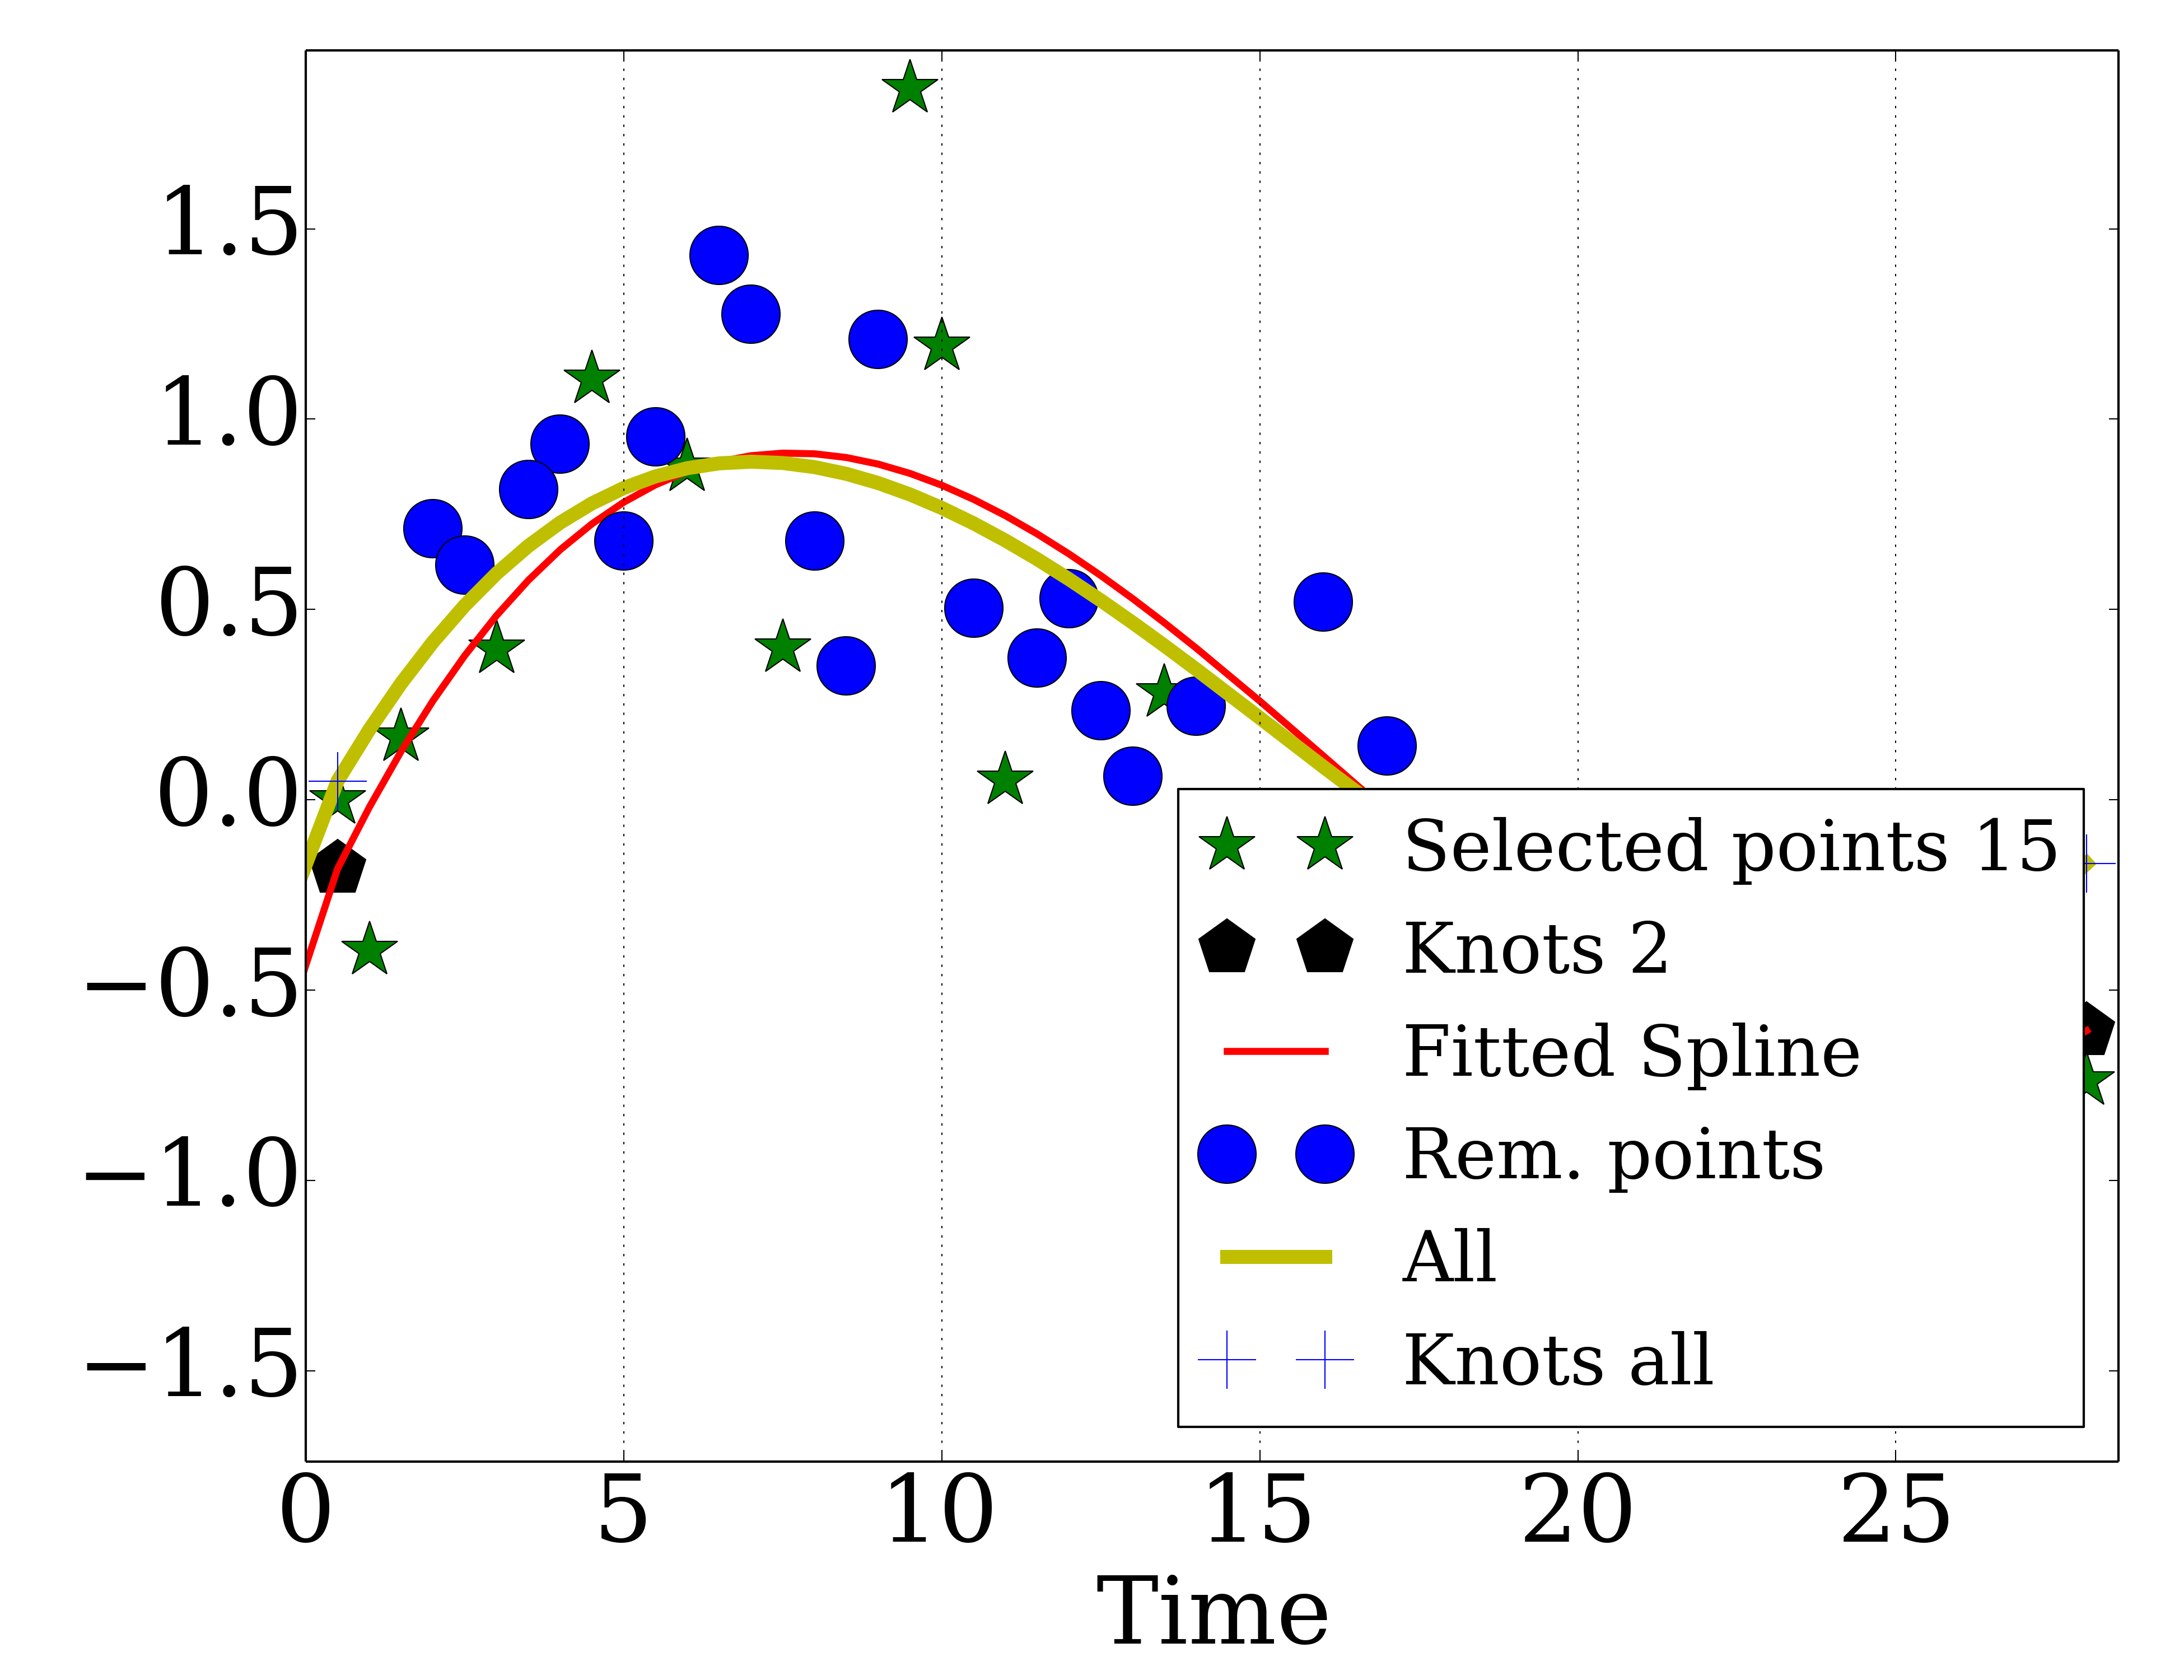 1.5
1.0
0.5
0.0
−0.5
−1.0
−1.5
0 5 10 15 20 25
Time
Selected points 15
Knots 2
Fitted Spline
Rem. points
All
Knots all